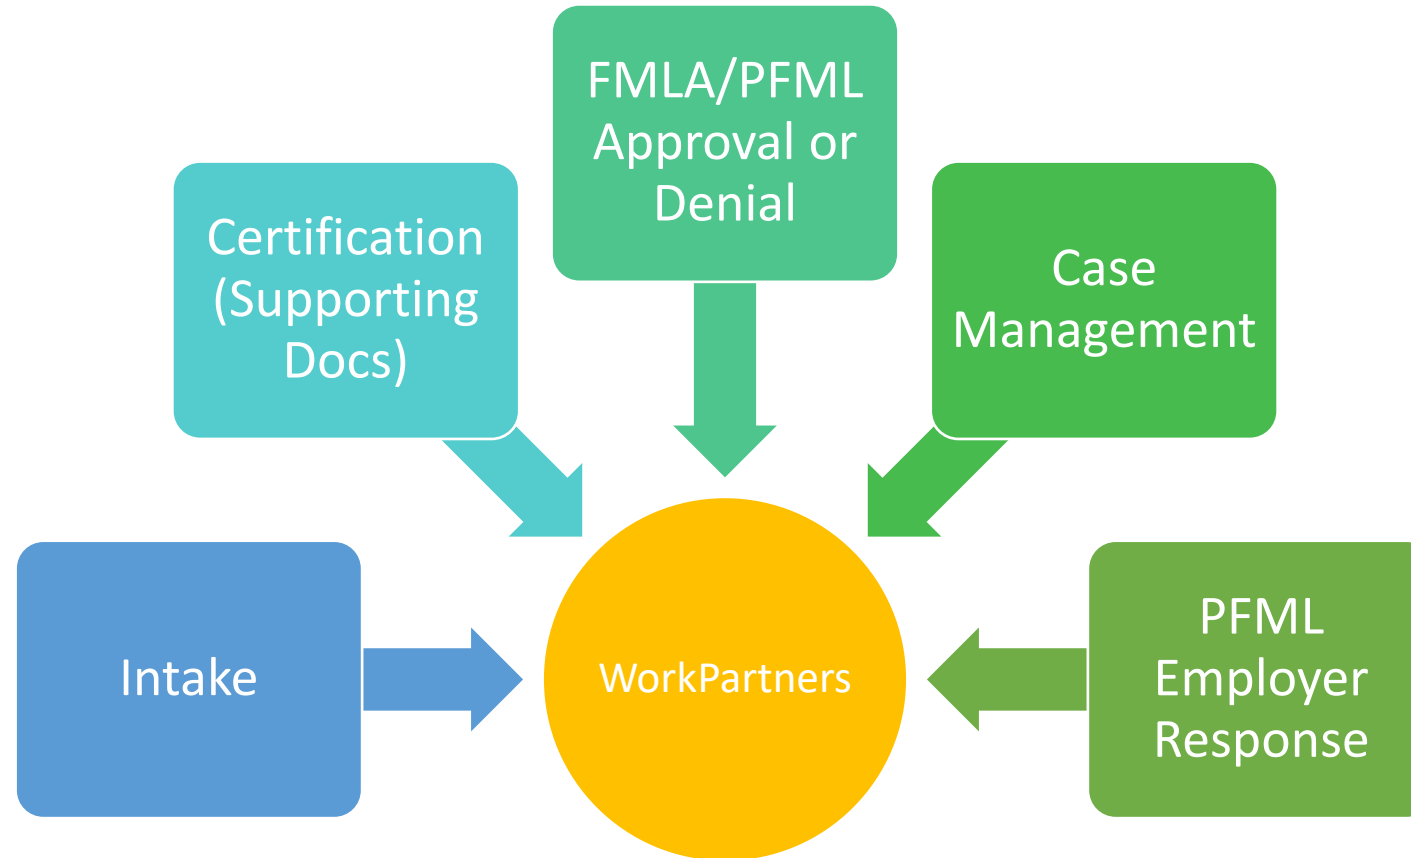 FMLA/PFML
Approval or
Denial
Certification
(Supporting
Docs)
Case
Management
Intake
WorkPartners
PFML
Employer
Response